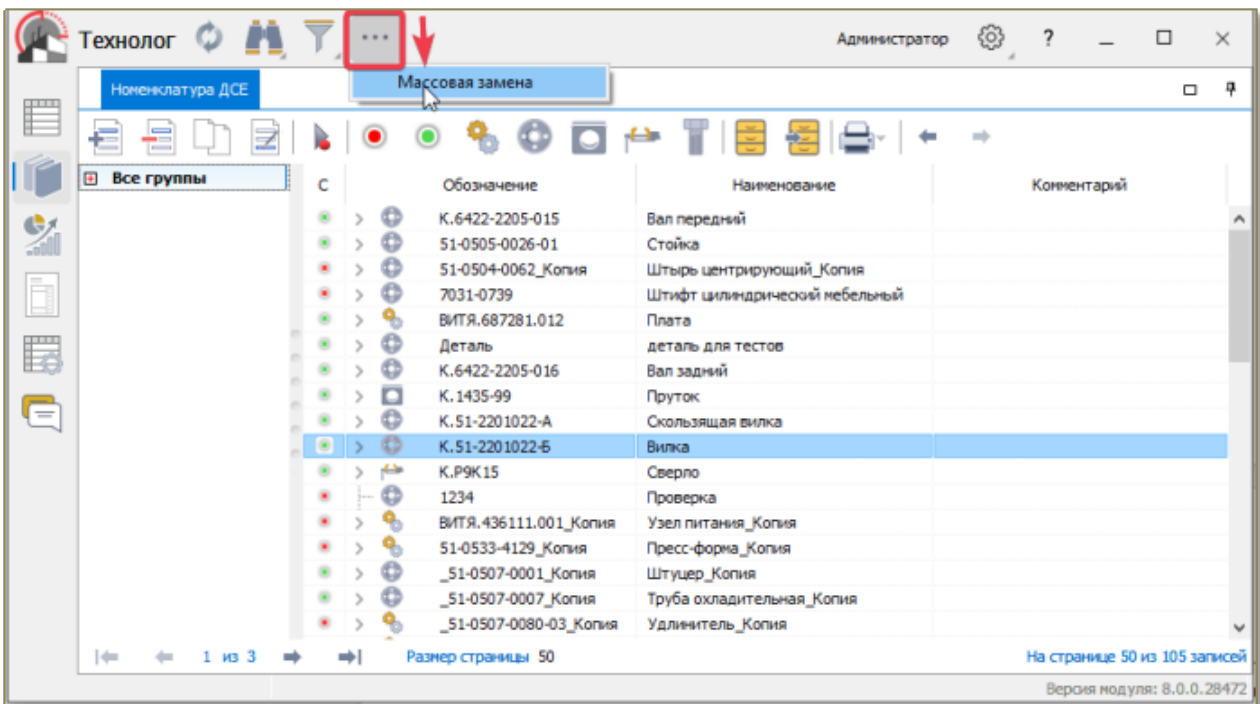 Технолог
Администратор
?
Массовая замена
Номенклатура ДСЕ
Все группы
С Обозначение Наименование Комментарий
К.6422-2205-015 Вал передний
51-0505-0026-01 Стойка
51-0504-0062_Копия Штырь центрирующий_Копия
7031-0739 Штифт цилиндрический мебельный
ВИТЯ.687281.012 Плата
Деталь деталь для тестов
К.6422-2205-016 Вал задний
К.1435-99 Пруток
К.51-2201022-А Скользящая вилка
К.51-2201022-Б Вилка
К.Р9К15 Сверло
1234 Проверка
ВИТЯ.436111.001_Копия Узел питания_Копия
51-0533-4129_Копия Пресс-форма_Копия
_51-0507-0001_Копия Штуцер_Копия
_51-0507-0007_Копия Труба охладительная_Копия
_51-0507-0080-03_Копия Удлинитель_Копия
1 из 3 Размер страницы 50 На странице 50 из 105 записей
Версия модуля: 8.0.0.28472